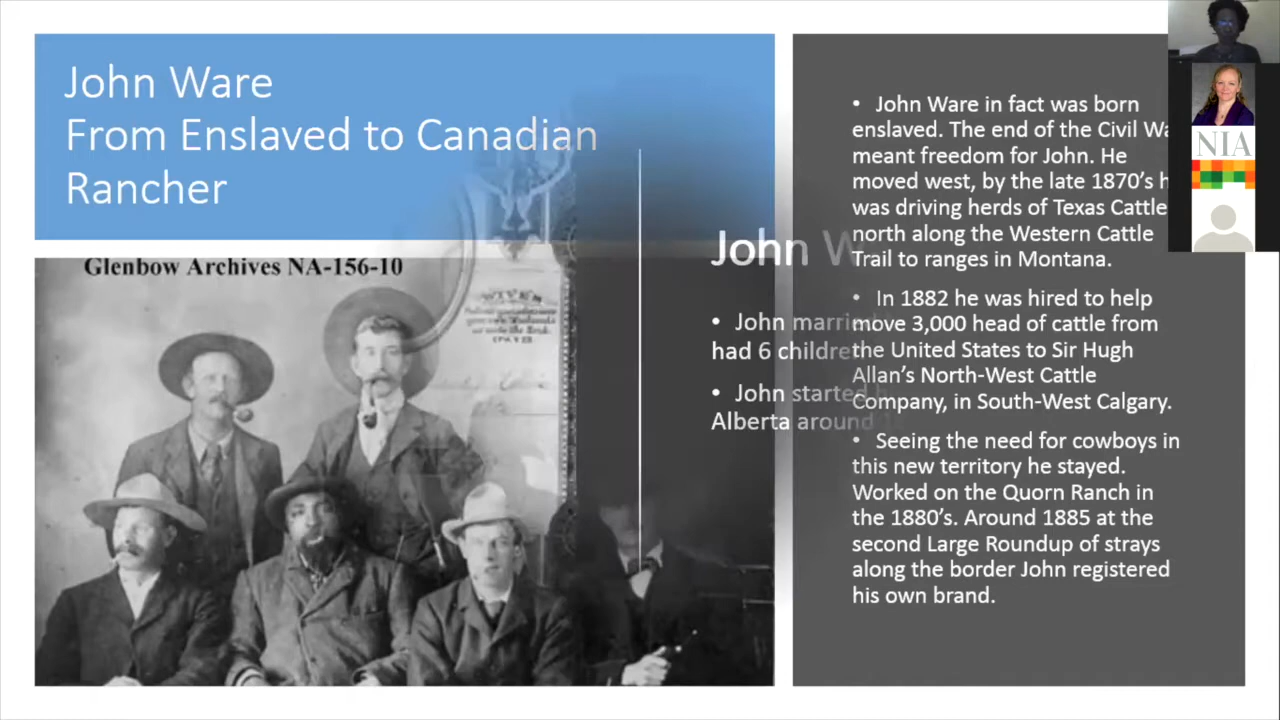 John Ware
From Enslaved to Canadian
Rancher
Glenbow Archives NA-156-10
John W
• John marri
had 6 childre
• John started
Alberta around
• John Ware in fact was born
enslaved. The end of the Civil Wa
meant freedom for John. He
moved west, by the late 1870's h
was driving herds of Texas Cattle
north along the Western Cattle
Trail to ranges in Montana.
• In 1882 he was hired to help
move 3,000 head of cattle from
the United States to Sir Hugh
Allan's North-West Cattle
Company, in South-West Calgary.
• Seeing the need for cowboys in
this new territory he stayed.
Worked on the Quorn Ranch in
the 1880's. Around 1885 at the
second Large Roundup of strays
along the border John registered
his own brand.
NIA